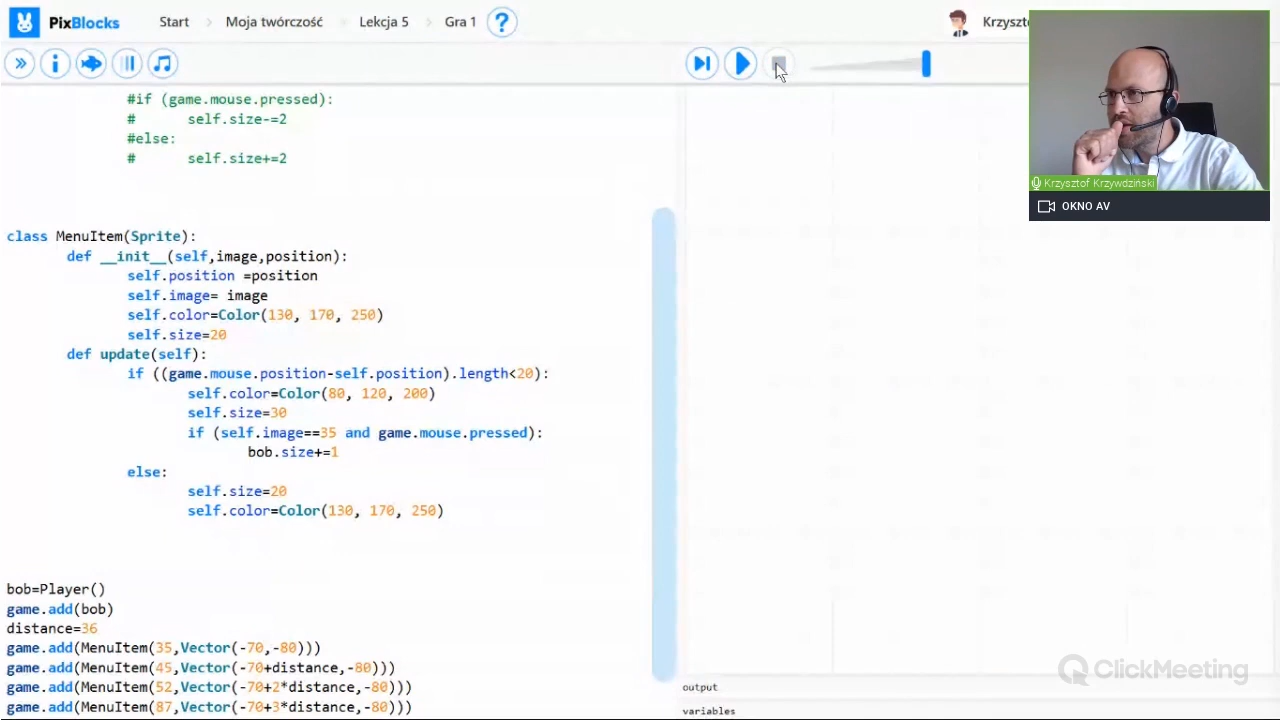 PixBlocks Start Moja twórczość Lekcja 5 Gra 1 ? Krzyszto
#if (game.mouse.pressed):
# self.size-=2
#else:
# self.size+=2
class MenuItem(Sprite):
def __init__(self,image,position):
self.position =position
self.image= image
self.color=Color(130, 170, 250)
self.size=20
def update(self):
if ((game.mouse.position-self.position).length<20):
self.color=Color(80, 120, 200)
self.size=30
if (self.image==35 and game.mouse.pressed):
bob.size+=1
else:
self.size=20
self.color=Color(130, 170, 250)
bob=Player()
game.add(bob)
distance=36
game.add(MenuItem(35,Vector(-70,-80)))
game.add(MenuItem(45,Vector(-70+distance,-80)))
game.add(MenuItem(52,Vector(-70+2*distance,-80)))
game.add(MenuItem(87,Vector(-70+3*distance,-80)))
Krzysztof Krzywdziński
OKNO AV
output
variables
ClickMeeting